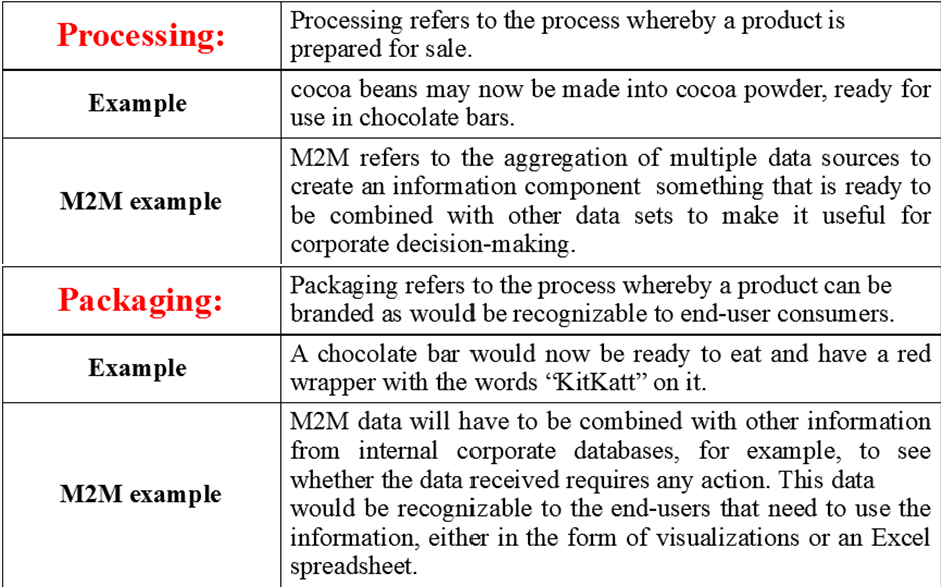 Processing:
Processing refers to the process whereby a product is
prepared for sale.
Example
cocoa beans may now be made into cocoa powder, ready for
use in chocolate bars.
M2M example
M2M refers to the aggregation of multiple data sources to
create an information component something that is ready to
be combined with other data sets to make it useful for
corporate decision-making.
Packaging:
Packaging refers to the process whereby a product can be
branded as would be recognizable to end-user consumers.
Example
A chocolate bar would now be ready to eat and have a red
wrapper with the words “KitKatt” on it.
M2M example
M2M data will have to be combined with other information
from internal corporate databases, for example, to see
whether the data received requires any action. This data
would be recognizable to the end-users that need to use the
information, either in the form of visualizations or an Excel
spreadsheet.